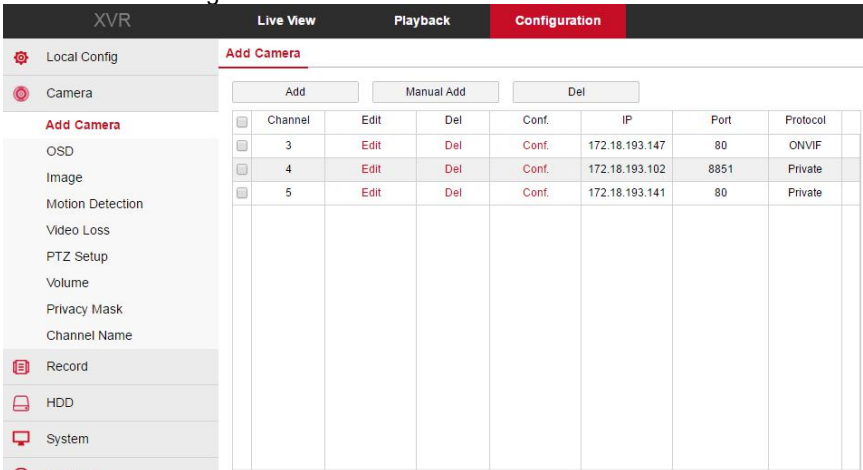 XVR Live View Playback Configuration
Local Config
Camera
Add Camera
OSD
Image
Motion Detection
Video Loss
PTZ Setup
Volume
Privacy Mask
Channel Name
Record
HDD
System
Add Camera
Add Manual Add Del
Channel Edit Del Conf. IP Port Protocol
3 Edit Del Conf. 172.18.193.147 80 ONVIF
4 Edit Del Conf. 172.18.193.102 8851 Private
5 Edit Del Conf. 172.18.193.141 80 Private